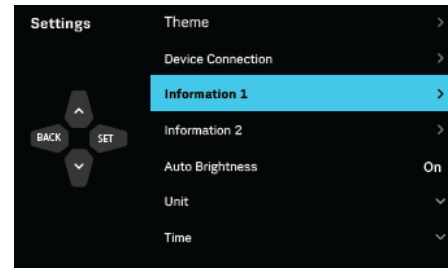 Settings
Theme
Device Connection
Information 1
Information 2
Auto Brightness On
Unit
Time
BACK SET